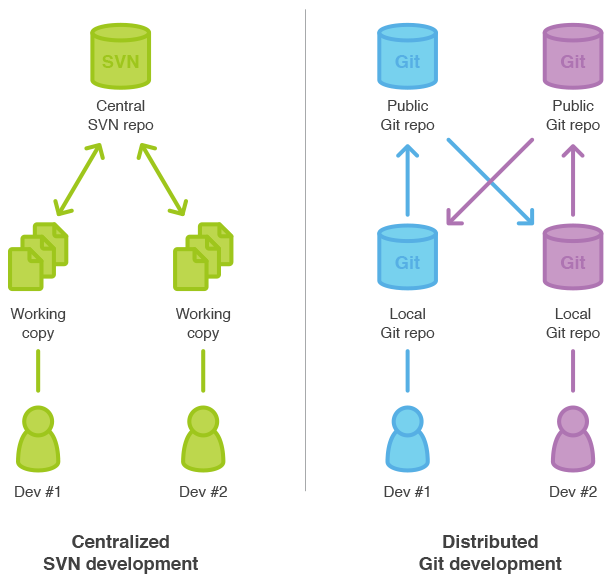 SVN
Central
SVN repo
Working
copy
Working
copy
Dev #1
Dev #2
Centralized
SVN development
Git
Git
Public
Git repo
Public
Git repo
Git
Git
Local
Git repo
Local
Git repo
Dev #1
Dev #2
Distributed
Git development